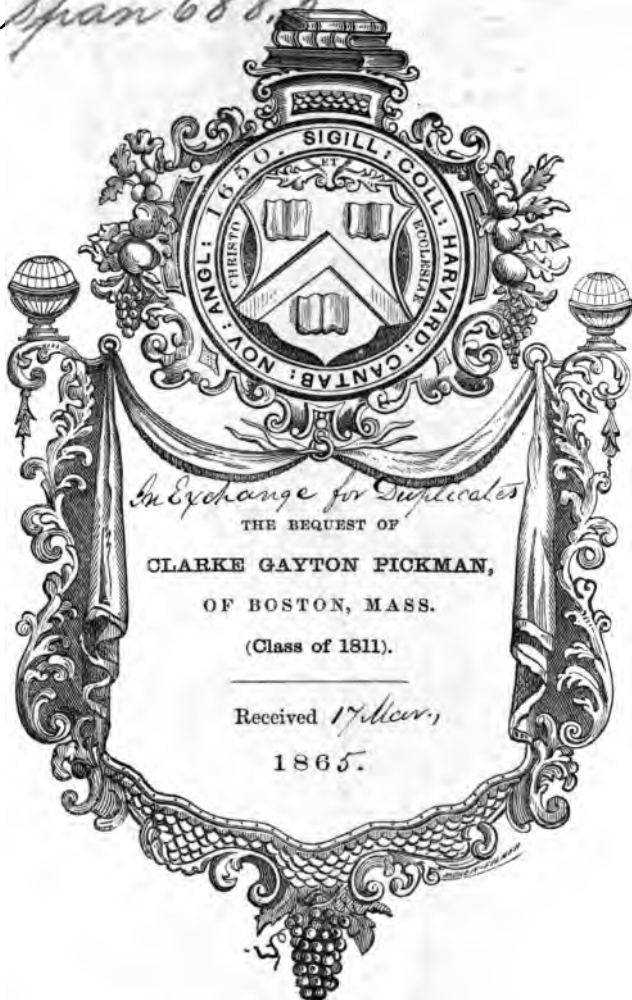 Span 688.
SIGILL: COLL: HARVARD: CANTAB: NOV: ANGL: 1650.
ET
CHRISTO
ECCLESIAE
In Exchange for Duplicates
THE BEQUEST OF
CLARKE GAYTON PICKMAN,
OF BOSTON, MASS.
(Class of 1811).
Received 17 Mar.,
1865.